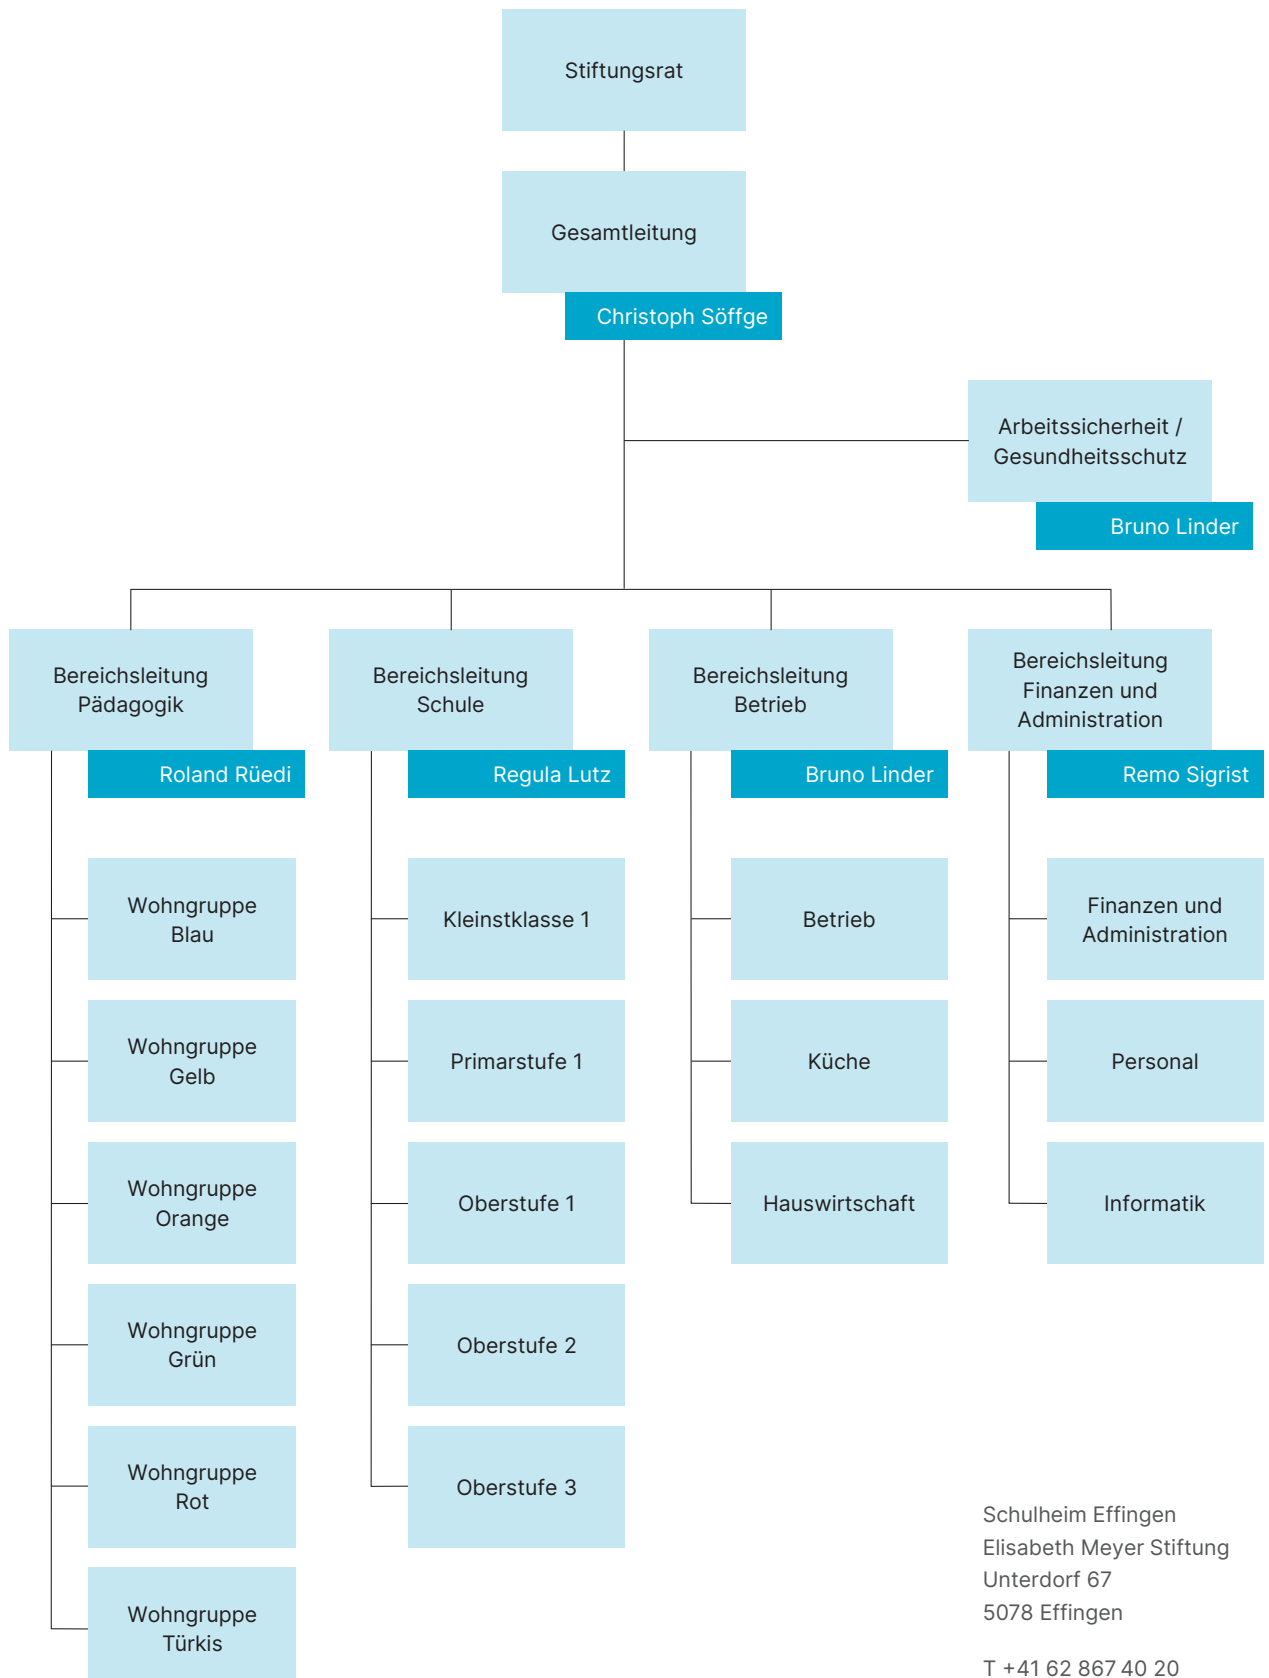 Stiftungsrat
Gesamtleitung
Christoph Söffge
Arbeitssicherheit /
Gesundheitsschutz
Bruno Linder
Bereichsleitung
Pädagogik
Roland Rüedi
Wohngruppe
Blau
Wohngruppe
Gelb
Wohngruppe
Orange
Wohngruppe
Grün
Wohngruppe
Rot
Wohngruppe
Türkis
Bereichsleitung
Schule
Regula Lutz
Kleinstklasse 1
Primarstufe 1
Oberstufe 1
Oberstufe 2
Oberstufe 3
Bereichsleitung
Betrieb
Bruno Linder
Betrieb
Küche
Hauswirtschaft
Bereichsleitung
Finanzen und
Administration
Remo Sigrist
Finanzen und
Administration
Personal
Informatik
Schulheim Effingen
Elisabeth Meyer Stiftung
Unterdorf 67
5078 Effingen
T +41 62 867 40 20